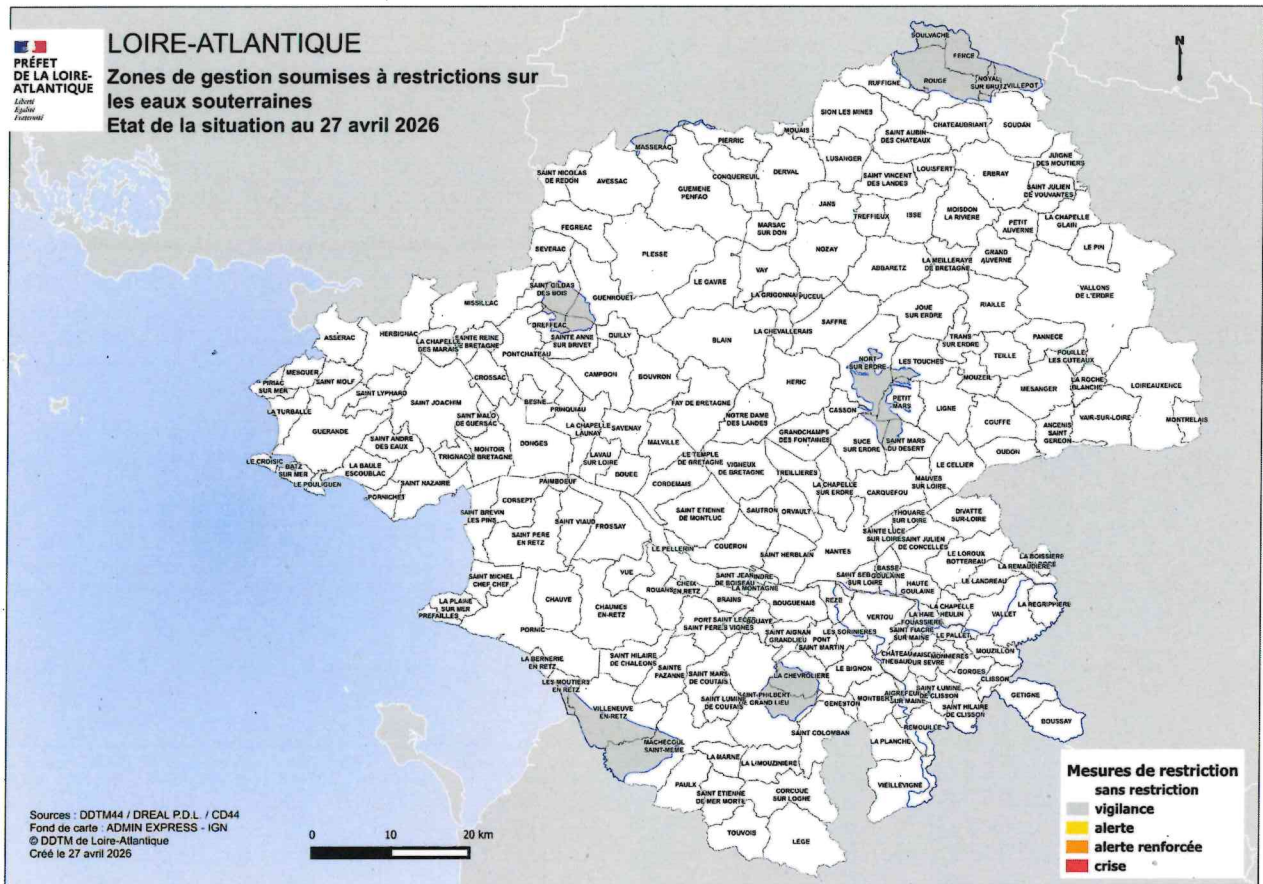 PRÉFET
DE LA LOIRE-
ATLANTIQUE
Liberté
Égalité
Fraternité
LOIRE-ATLANTIQUE
Zones de gestion soumises à restrictions sur
les eaux souterraines
Etat de la situation au 27 avril 2026
N
SOULVACHE
FERCE
ROUGE
NOYAL
SUR BRUTZ
VILLEPOT
RUFFIGNE
SION LES MINES
CHATEAUBRIANT
SOUDAN
MOUAIS
SAINT AUBIN
DES CHATEAUX
MASSERAC
PIERRIC
LUSANGER
LOUISFERT
JUIGNE
DES MOUTIERS
SAINT NICOLAS
DE REDON
AVESSAC
CONQUEREUIL
DERVAL
SAINT VINCENT
DES LANDES
ERBRAY
SAINT JULIEN
DE VOUVANTES
GUEMENE
PENFAO
JANS
TREFFIEUX
ISSE
MOISDON
LA RIVIERE
PETIT
AUVERNE
LA CHAPELLE
GLAIN
FEGREAC
MARSAC
SUR DON
NOZAY
LE PIN
SEVERAC
PLESSE
ABBARETZ
LA MEILLERAYE
DE BRETAGNE
GRAND
AUVERNE
LE GAVRE
VAY
VALLONS
DE L'ERDRE
SAINT GILDAS
DES BOIS
GUENROUET
LA GRIGONNAIS
PUCEUL
RIAILLE
MISSILLAC
DREFFEAC
SAFFRE
JOUE
SUR ERDRE
ASSERAC
HERBIGNAC
LA CHAPELLE
DES MARAIS
SAINTE REINE
DE BRETAGNE
SAINTE ANNE
SUR BRIVET
QUILLY
BLAIN
LA CHEVALLERAIS
TRANS
SUR ERDRE
PANNECE
PONTCHATEAU
NORT
SUR ERDRE
LES TOUCHES
TEILLE
POUILLE
LES COTEAUX
MESQUER
PIRIAC
SUR MER
SAINT MOLF
CROSSAC
CAMPBON
BOUVRON
HERIC
MOUZEIL
MESANGER
LA ROCHE
BLANCHE
LOIREAUXENCE
SAINT LYPHARD
SAINT JOACHIM
BESNE
PRINQUIAU
FAY DE BRETAGNE
PETIT
MARS
LIGNE
LA TURBALLE
SAINT MALO
DE GUERSAC
SAVENAY
NOTRE DAME
DES LANDES
CASSON
COUFFE
VAIR-SUR-LOIRE
MONTRELAIS
GUERANDE
LA CHAPELLE
LAUNAY
GRANDCHAMPS
DES FONTAINES
ANCENIS
SAINT
GEREON
SAINT ANDRE
DES EAUX
MONTOIR
DE BRETAGNE
TRIGNAC
DONGES
LAVAU
SUR LOIRE
MALVILLE
SUCE
SUR ERDRE
SAINT MARS
DU DESERT
OUDON
LE CROISIC
BATZ
SUR MER
LE POULIGUEN
LA BAULE
ESCOUBLAC
BOUEE
LE TEMPLE
DE BRETAGNE
VIGNEUX
DE BRETAGNE
TREILLIERES
LE CELLIER
PORNICHET
SAINT NAZAIRE
PAIMBOEUF
CORDEMAIS
LA CHAPELLE
SUR ERDRE
CARQUEFOU
MAUVES
SUR LOIRE
CORSEPT
SAINT BREVIN
LES PINS
SAINT VIAUD
FROSSAY
SAINT ETIENNE
DE MONTLUC
SAUTRON
ORVAULT
THOUARE
SUR LOIRE
DIVATTE
SUR-LOIRE
SAINT PERE
EN RETZ
LE PELLERIN
COUERON
SAINT HERBLAIN
NANTES
SAINTE LUCE
SUR LOIRE
SAINT JULIEN
DE CONCELLES
LE LOROUX
BOTTEREAU
LA BOISSIERE
LA REMAUDIERE
SAINT MICHEL
CHEF CHEF
VUE
ROUANS
CHEIX
EN RETZ
SAINT JEAN
DE BOISEAU
INDRE
LA MONTAGNE
SAINT SEB
SUR LOIRE
BASSE
GOULAINE
HAUTE
GOULAINE
LE LANDREAU
LA PLAINE
SUR MER
PREFAILLES
CHAUVE
CHAUMES
EN-RETZ
BRAINS
BOUGUENAIS
REZE
VERTOU
LA CHAPELLE
HEULIN
VALLET
LA REGRIPPIERE
PORNIC
PORT SAINT
PERE
BOUAYE
LES SORINIERES
LA HAIE
FOUASSIERE
SAINT FIACRE
SUR MAINE
LE PALLET
MOUZILLON
SAINT AIGNAN
GRANDLIEU
PONT
SAINT MARTIN
CHATEAU
THEBAUD
MONNIERES
GORGES
LA BERNERIE
EN RETZ
SAINT HILAIRE
DE CHALEONS
SAINTE
PAZANNE
SAINT MARS
DE COUTAIS
LA CHEVROLIERE
LE BIGNON
CLISSON
LES MOUTIERS
EN RETZ
VILLENEUVE
EN-RETZ
SAINT LUMINE
DE COUTAIS
SAINT-PHILBERT
DE GRAND LIEU
GENESTON
MONTBERT
AIGREFEUILLE
SUR MAINE
SAINT LUMINE
DE CLISSON
SAINT HILAIRE
DE CLISSON
GETIGNE
BOUSSAY
REMOUILLE
MACHECOUL
SAINT-MEME
SAINT COLOMBAN
LA PLANCHE
LA MARNE
LA LIMOUZINIERE
PAULX
VIEILLEVIGNE
SAINT ETIENNE
DE MER MORTE
CORCOUE
SUR LOGNE
TOUVOIS
LEGE
Mesures de restriction
sans restriction
vigilance
alerte
alerte renforcée
crise
Sources : DDTM44 / DREAL P.D.L. / CD44
Fond de carte : ADMIN EXPRESS - IGN
© DDTM de Loire-Atlantique
Créé le 27 avril 2026
0 10 20 km